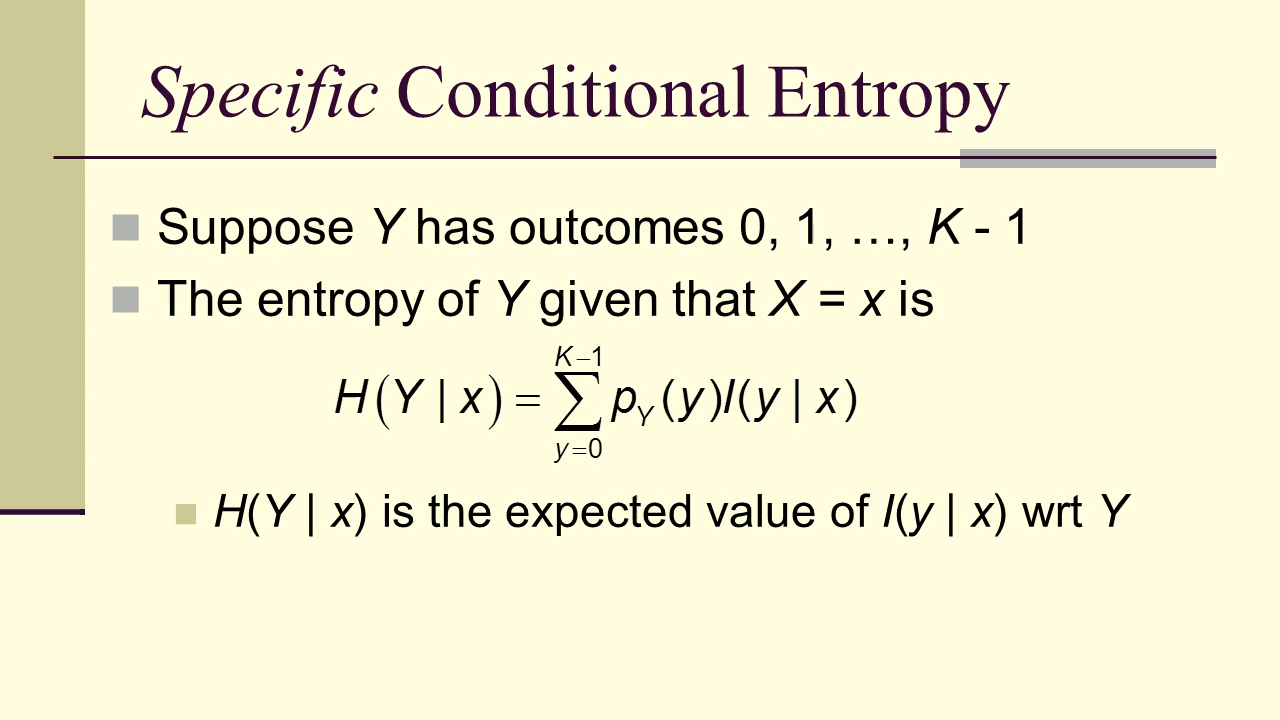 Specific Conditional Entropy
Suppose Y has outcomes 0, 1, …, K - 1
The entropy of Y given that X = x is
H(Y | x) = ∑_{y=0}^{K−1} p_Y(y)I(y | x)
H(Y | x) is the expected value of I(y | x) wrt Y